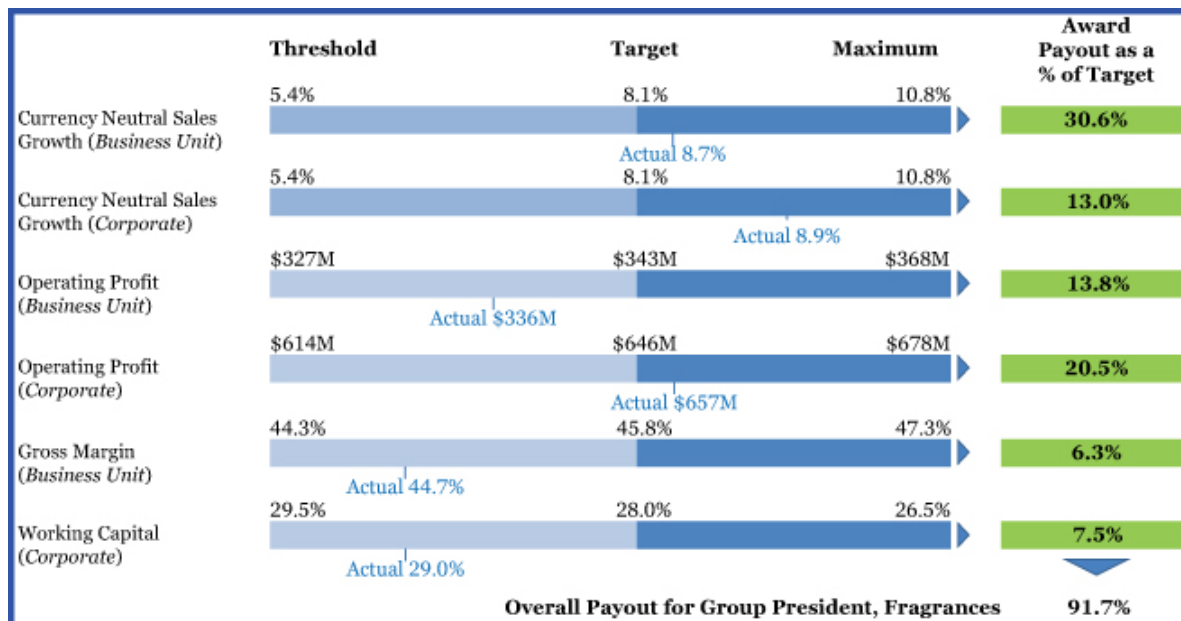 Award
Threshold Target Maximum Payout as a
% of Target
5.4% 8.1% 10.8%
Currency Neutral Sales 30.6%
Growth (Business Unit)
Actual 8.7%
5.4% 8.1% 10.8%
Currency Neutral Sales 13.0%
Growth (Corporate)
Actual 8.9%
$327M $343M $368M
Operating Profit 13.8%
(Business Unit)
Actual $336M
$614M $646M $678M
Operating Profit 20.5%
(Corporate)
Actual $657M
44.3% 45.8% 47.3%
Gross Margin 6.3%
(Business Unit)
Actual 44.7%
29.5% 28.0% 26.5%
Working Capital 7.5%
(Corporate)
Actual 29.0%
Overall Payout for Group President, Fragrances 91.7%